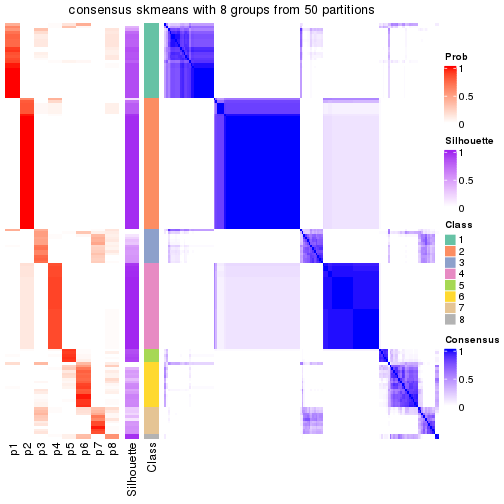 consensus skmeans with 8 groups from 50 partitions
Prob
1
0.5
0
Silhouette
1
0.5
0
Class
1
2
3
4
5
6
7
8
Consensus
1
0.5
0
p1 p2 p3 p4 p5 p6 p7 p8 Silhouette Class